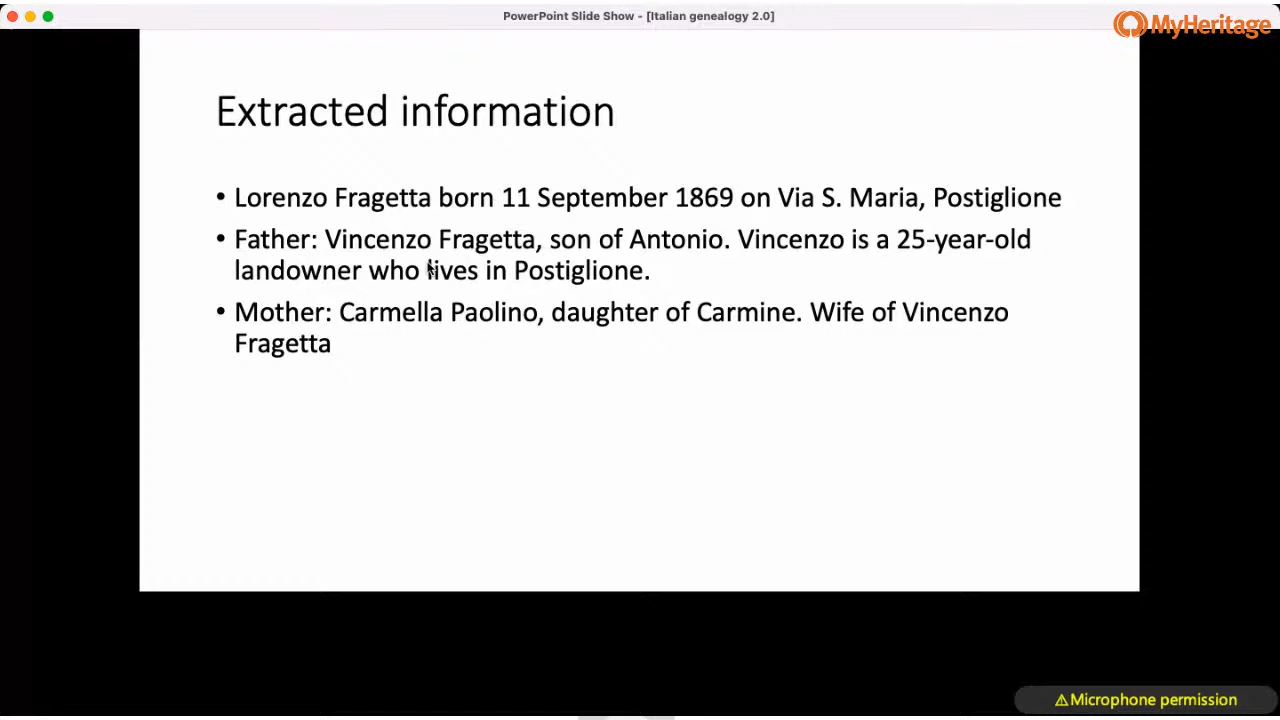 PowerPoint Slide Show - [Italian genealogy 2.0]
MyHeritage
Extracted information
• Lorenzo Fragetta born 11 September 1869 on Via S. Maria, Postiglione
• Father: Vincenzo Fragetta, son of Antonio. Vincenzo is a 25-year-old
landowner who lives in Postiglione.
• Mother: Carmella Paolino, daughter of Carmine. Wife of Vincenzo
Fragetta
⚠Microphone permission